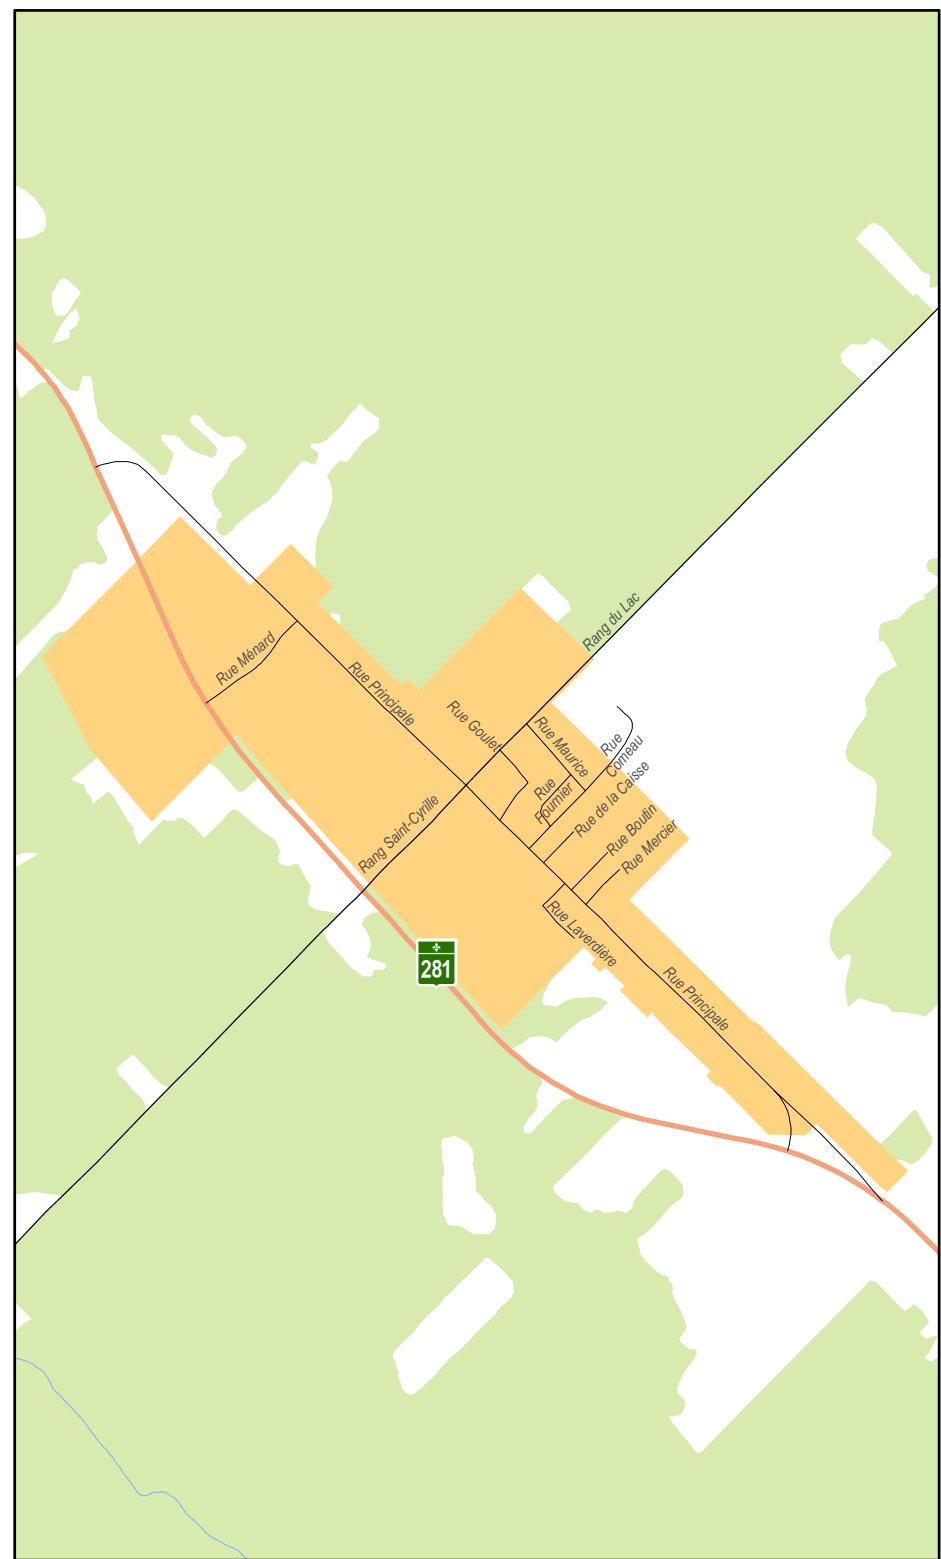 Rang du Lac
Rue Ménard
Rue Principale
Rue Goulet
Rue Maurice
Rue
Comeau
Rue
Fournier
Rue de la Caisse
Rang Saint-Cyrille
Rue Boutin
Rue Mercier
Rue Laverdière
281
Rue Principale